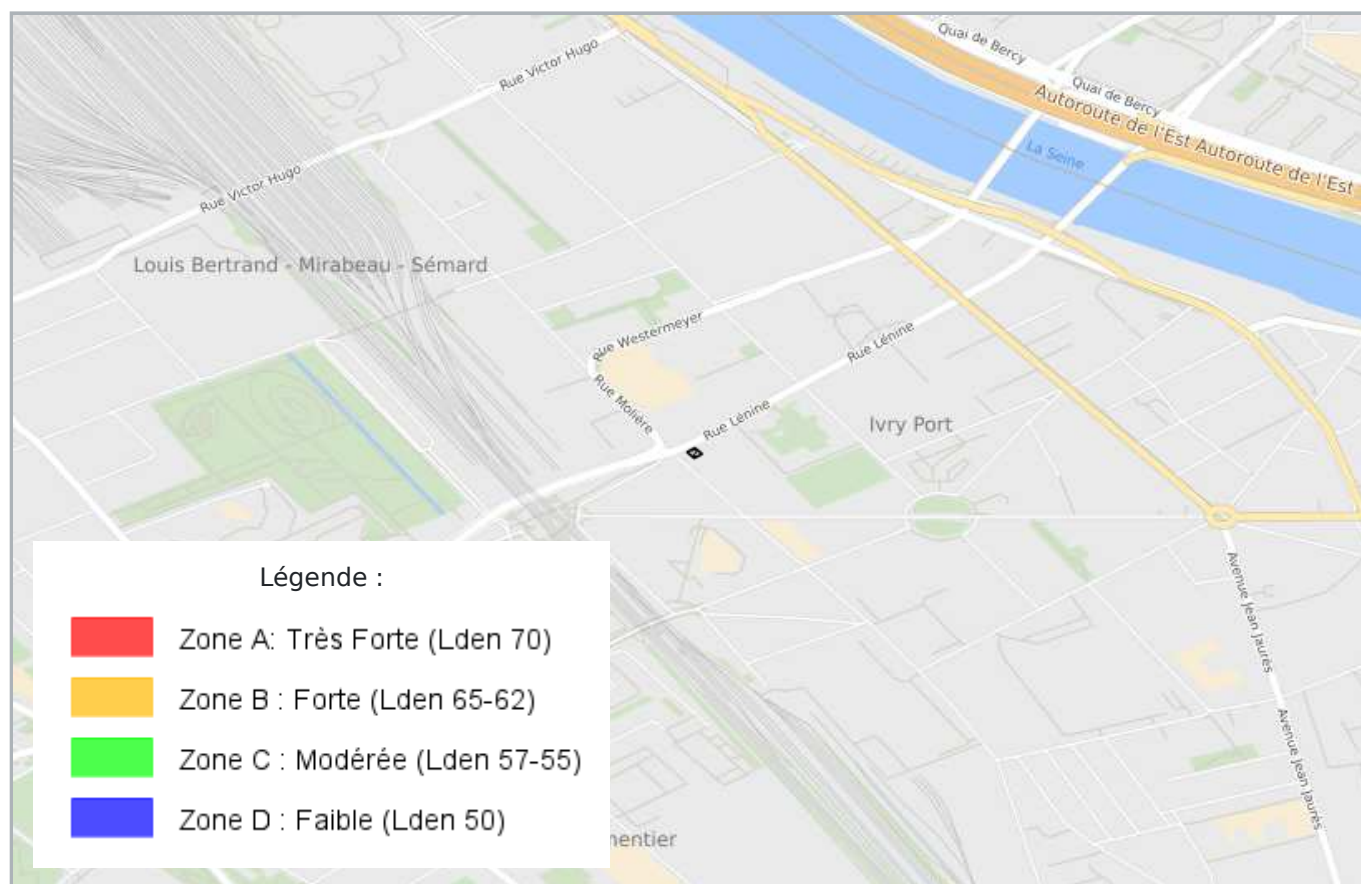 Quai de Bercy
Rue Victor Hugo
Quai de Bercy
Autoroute de l'Est Autoroute de l'Est
La Seine
Rue Victor Hugo
Louis Bertrand - Mirabeau - Sémard
Rue Westermeyer
Rue Lénine
Rue Molière
Rue Lénine
Ivry Port
Avenue Jean Jaurès
Avenue Jean Jaurès
Légende :
Zone A: Très Forte (Lden 70)
Zone B : Forte (Lden 65-62)
Zone C : Modérée (Lden 57-55)
Zone D : Faible (Lden 50)
mentier